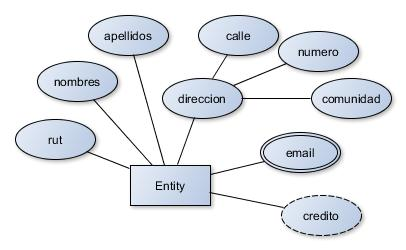 apellidos
calle
numero
nombres
direccion
comunidad
rut
email
Entity
credito